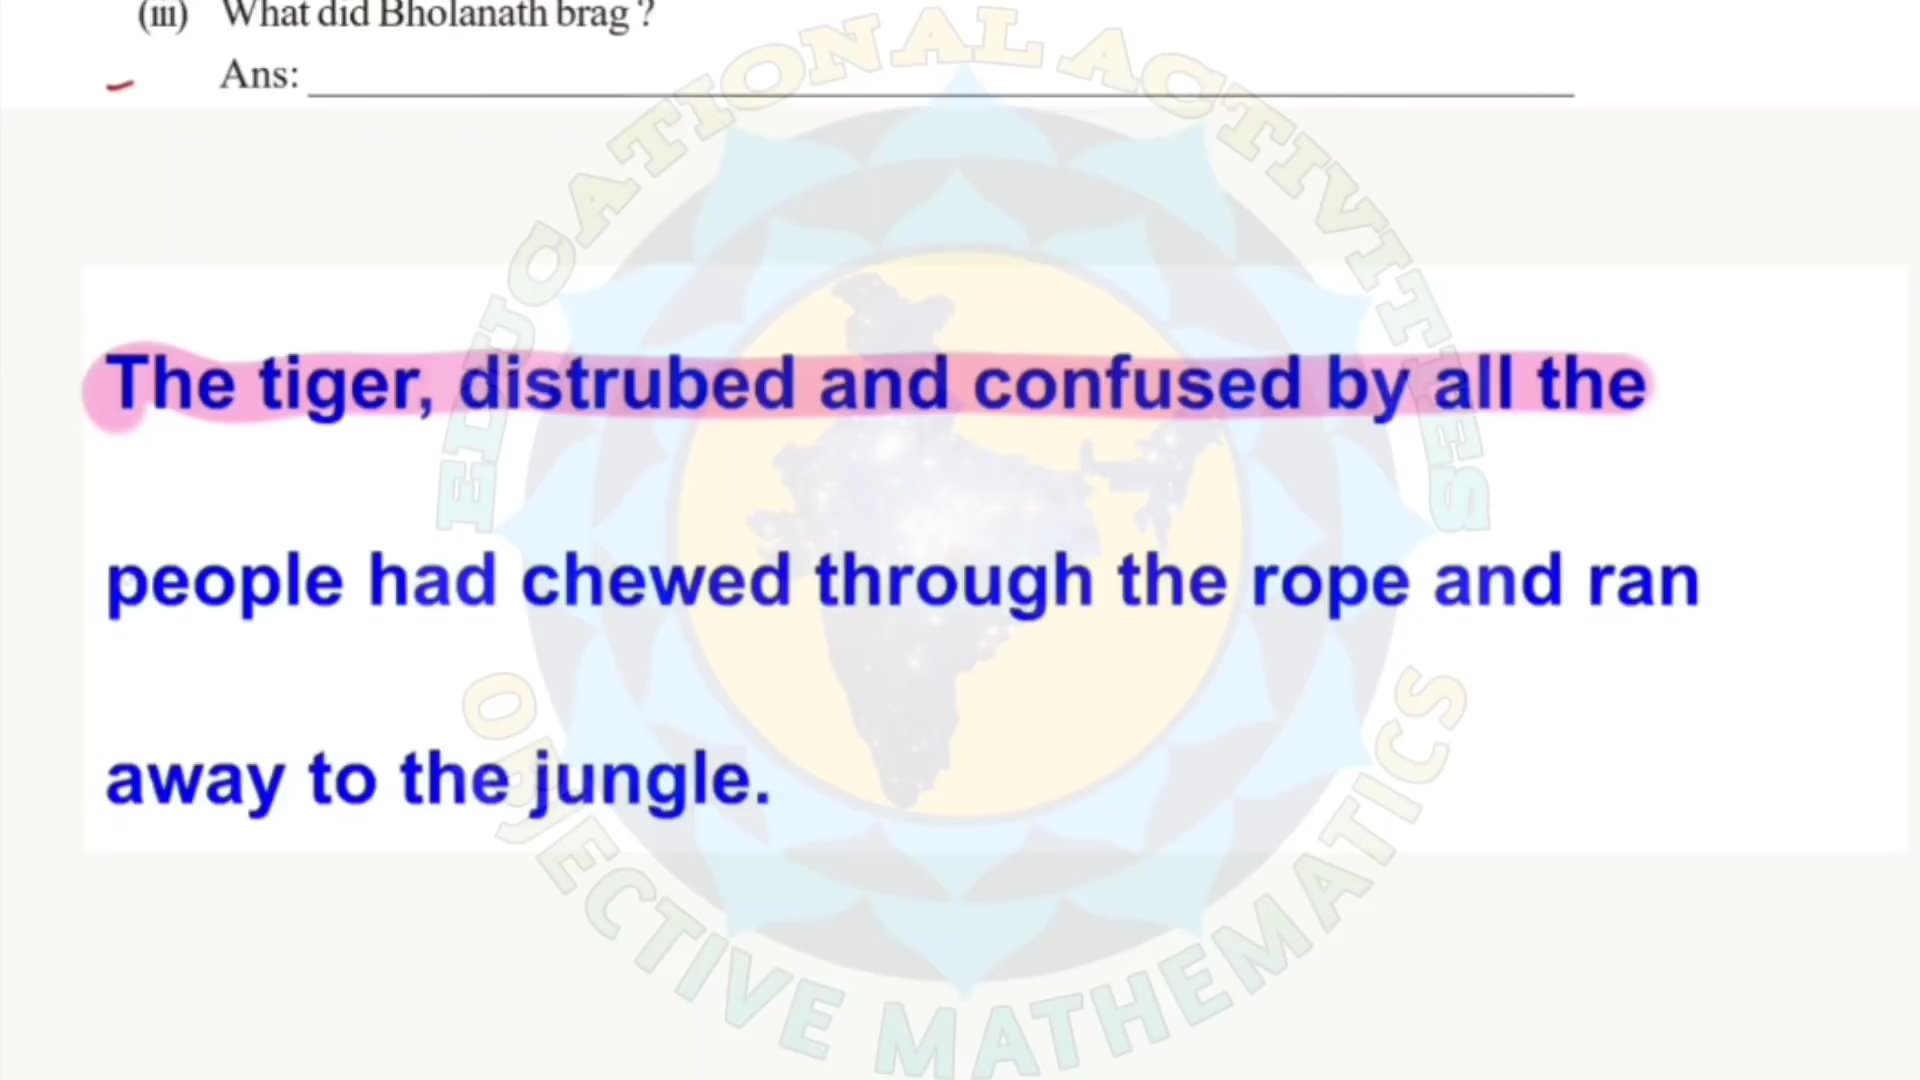 (iii) What did Bholanath brag ?
Ans:
EDUCATIONAL ACTIVITIES
The tiger, distrubed and confused by all the
people had chewed through the rope and ran
away to the jungle.
OBJECTIVE MATHEMATICS